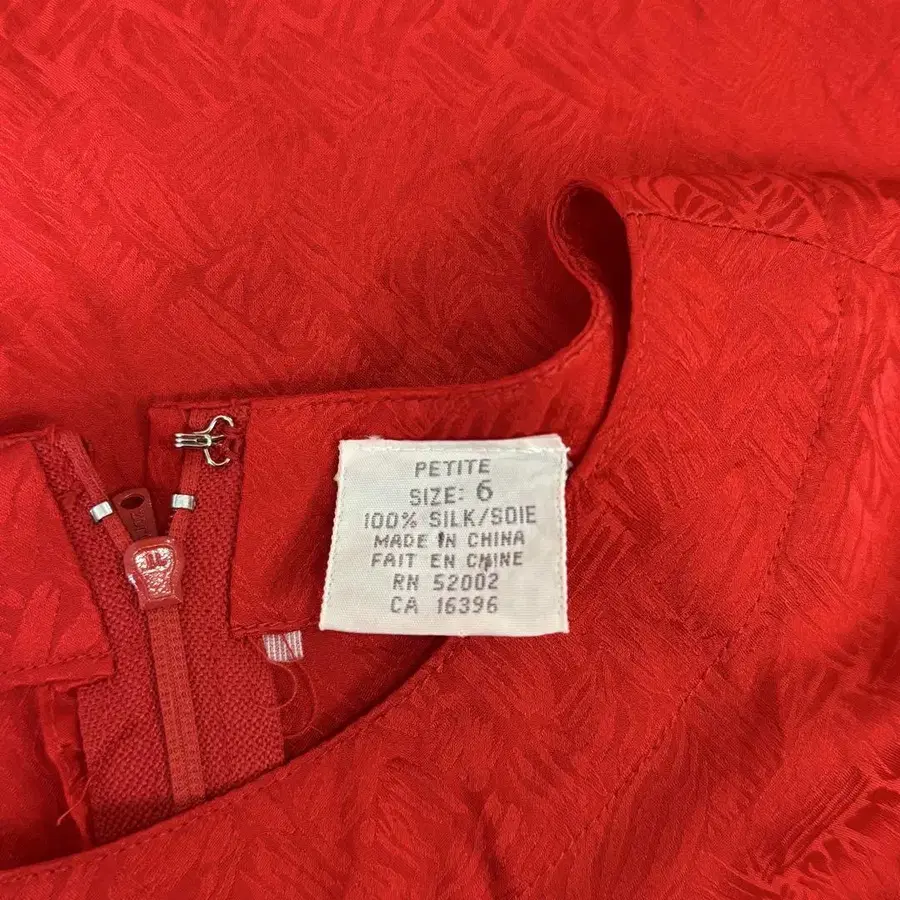 PETITE
SIZE: 6
100% SILK/SOIE
MADE IN CHINA
FAIT EN CHINE
RN 52002
CA 16396